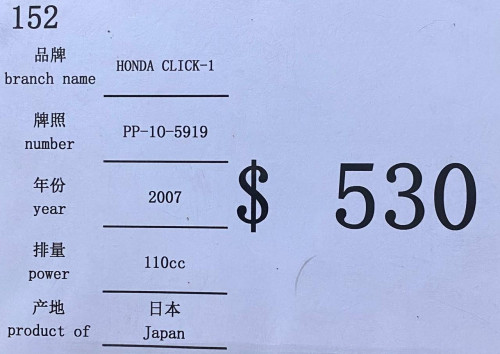 152
品牌
branch name
HONDA CLICK-1
牌照
number
PP-10-5919
年份
year
2007
$ 530
排量
power
110cc
产地
product of
日本
Japan